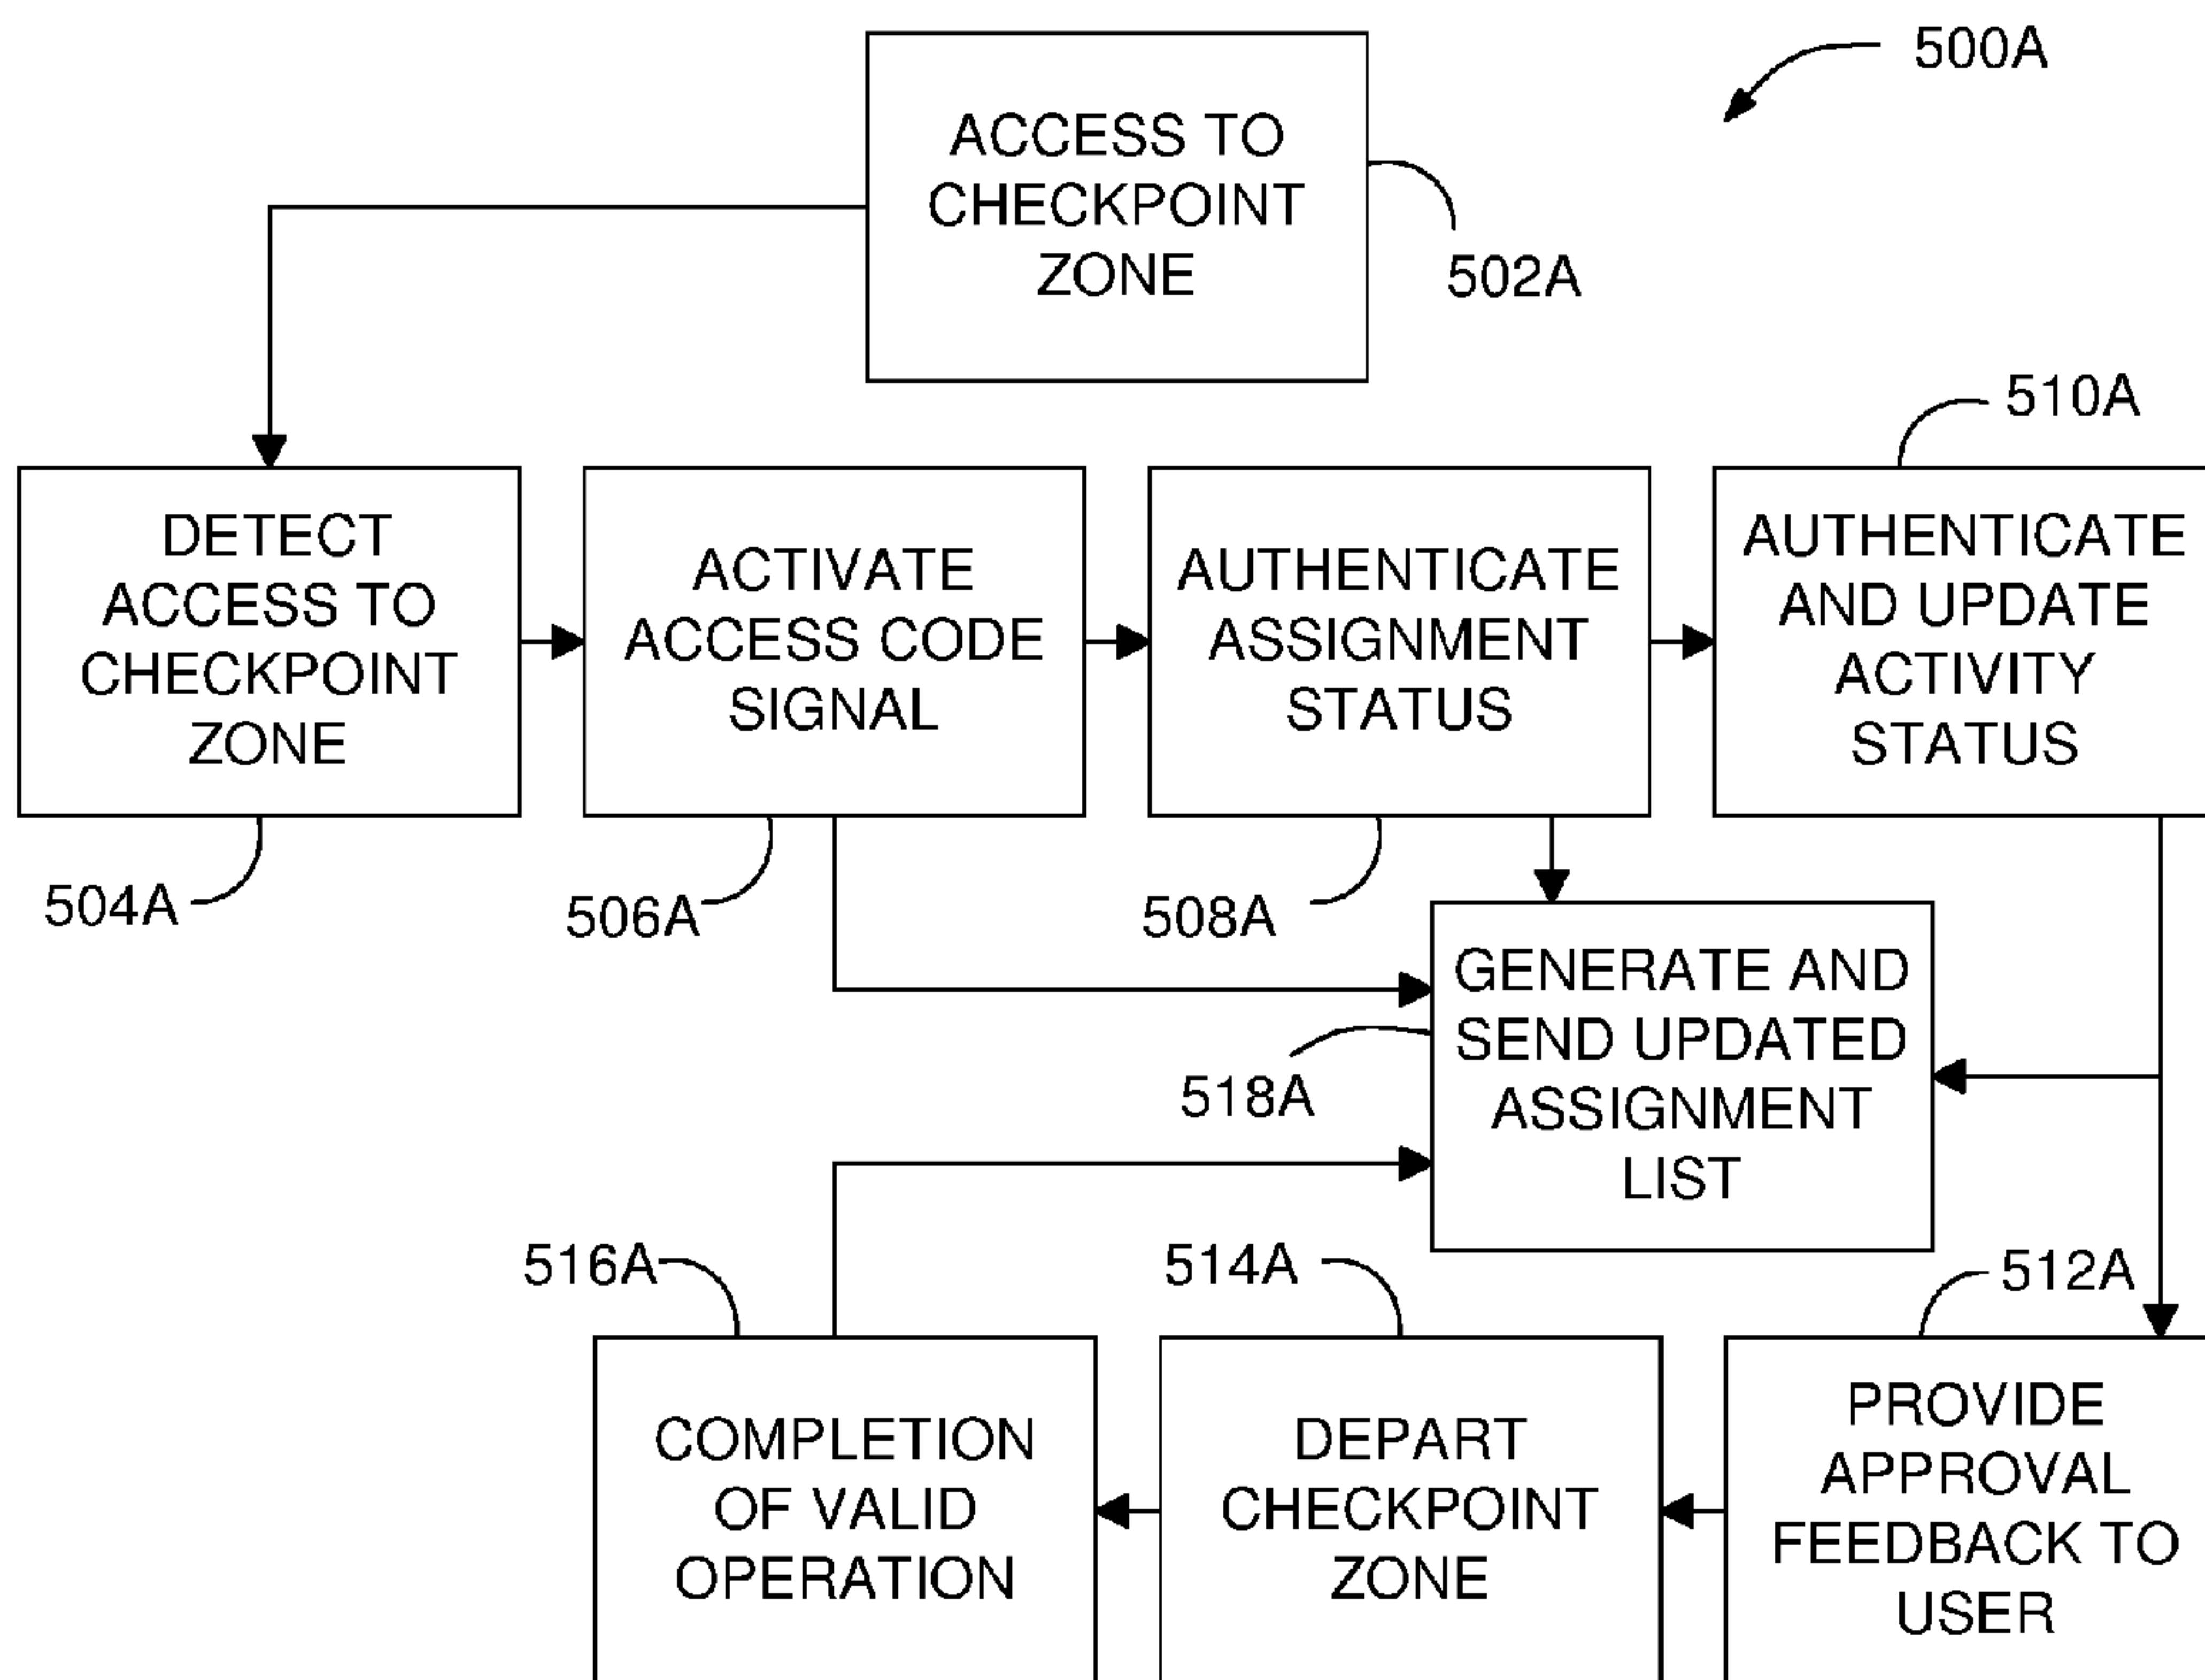 500A
ACCESS TO
CHECKPOINT
ZONE
502A
510A
DETECT
ACCESS TO
CHECKPOINT
ZONE
ACTIVATE
ACCESS CODE
SIGNAL
AUTHENTICATE
ASSIGNMENT
STATUS
AUTHENTICATE
AND UPDATE
ACTIVITY
STATUS
504A
506A
508A
GENERATE AND
SEND UPDATED
ASSIGNMENT
LIST
518A
516A
514A
512A
COMPLETION
OF VALID
OPERATION
DEPART
CHECKPOINT
ZONE
PROVIDE
APPROVAL
FEEDBACK TO
USER